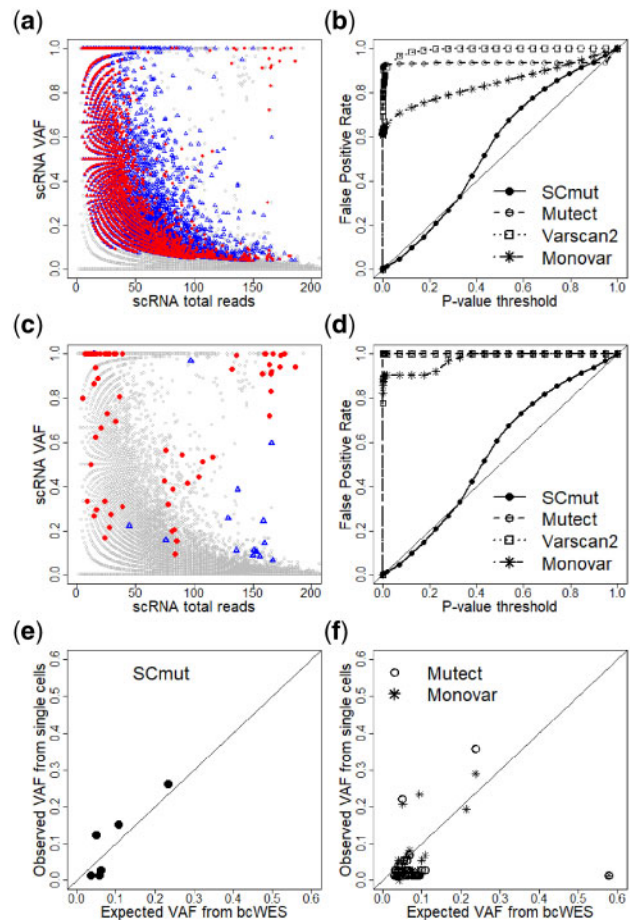 (a)
scRNA VAF
0.0 0.2 0.4 0.6 0.8 1.0
0 50 100 150 200
scRNA total reads
(b)
False Positive Rate
0.0 0.2 0.4 0.6 0.8 1.0
SCmut
Mutect
Varscan2
Monovar
0.0 0.2 0.4 0.6 0.8 1.0
P-value threshold
(c)
scRNA VAF
0.0 0.2 0.4 0.6 0.8 1.0
0 50 100 150 200
scRNA total reads
(d)
False Positive Rate
0.0 0.2 0.4 0.6 0.8 1.0
SCmut
Mutect
Varscan2
Monovar
0.0 0.2 0.4 0.6 0.8 1.0
P-value threshold
(e)
Observed VAF from single cells
0.0 0.1 0.2 0.3 0.4 0.5 0.6
SCmut
0.0 0.1 0.2 0.3 0.4 0.5 0.6
Expected VAF from bcWES
(f)
Observed VAF from single cells
0.0 0.1 0.2 0.3 0.4 0.5 0.6
Mutect
Monovar
0.0 0.1 0.2 0.3 0.4 0.5 0.6
Expected VAF from bcWES